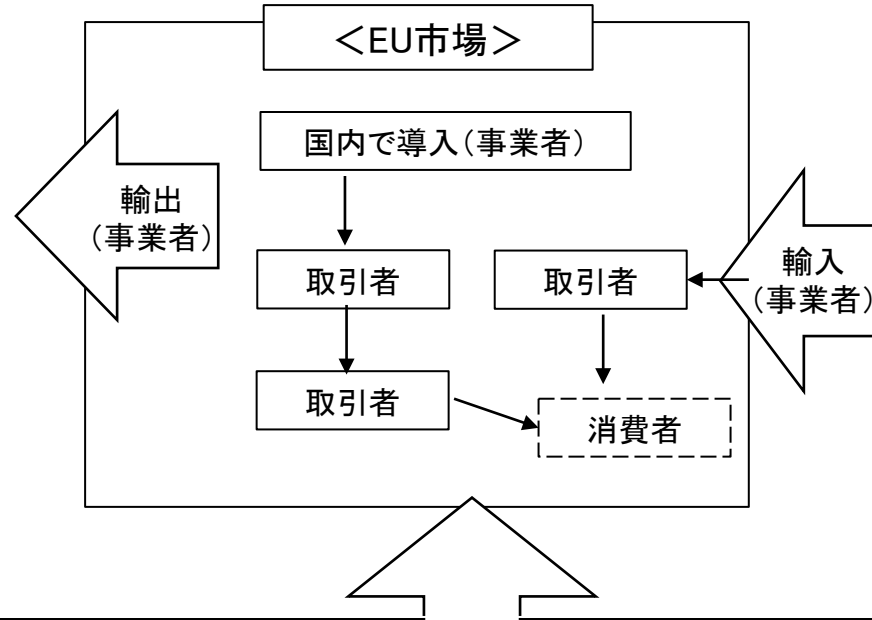 ＜EU市場＞
国内で導入（事業者）
輸出
（事業者）
取引者
取引者
輸入
（事業者）
取引者
消費者